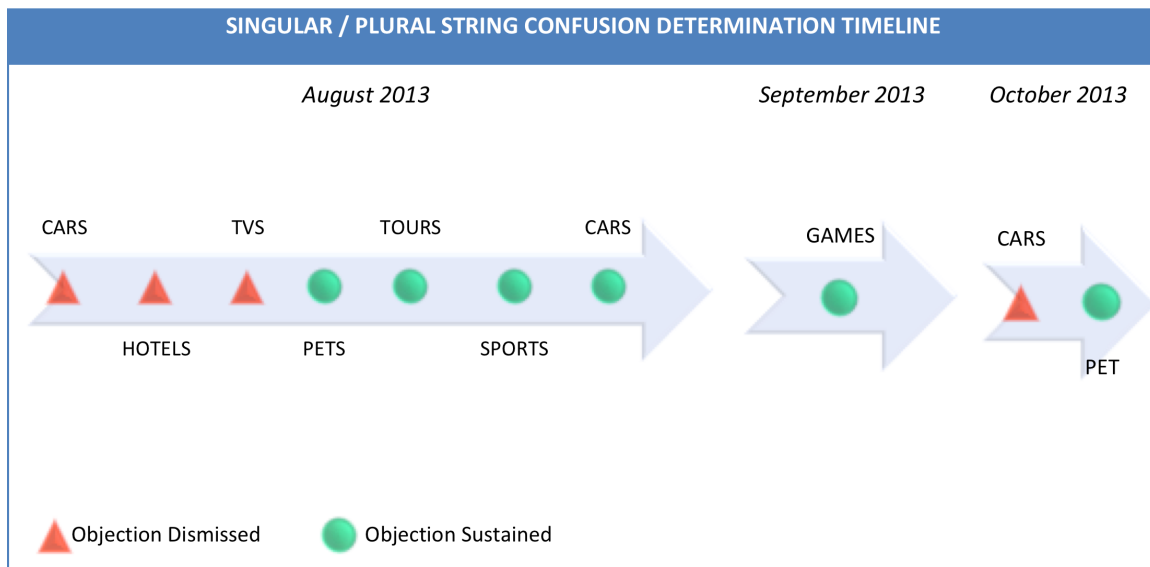 SINGULAR / PLURAL STRING CONFUSION DETERMINATION TIMELINE
August 2013
September 2013
October 2013
CARS
TVS
TOURS
CARS
HOTELS
PETS
SPORTS
GAMES
CARS
PET
Objection Dismissed
Objection Sustained